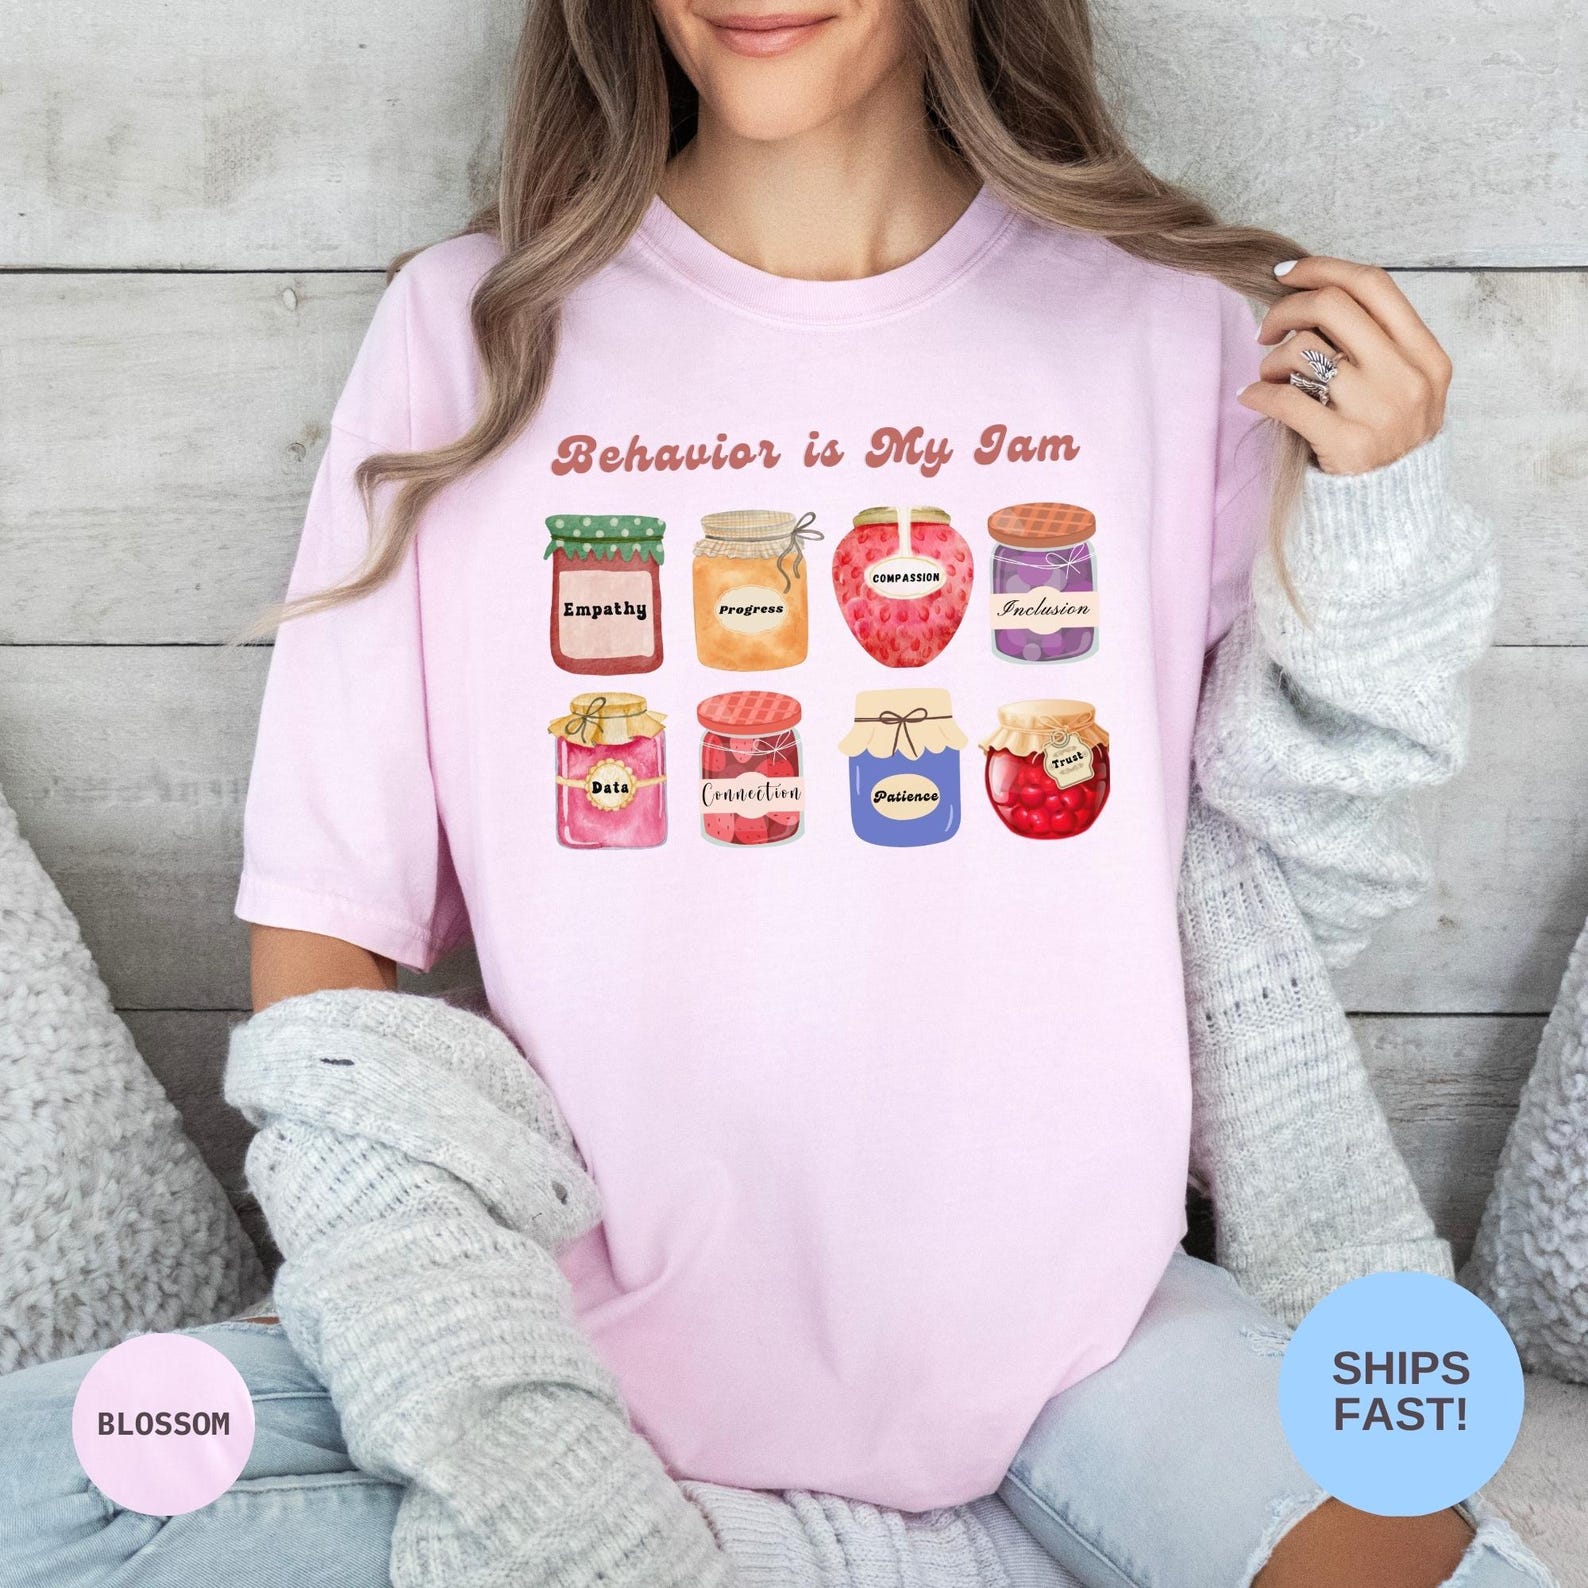 Behavior is My Jam
Empathy
Progress
COMPASSION
Inclusion
Data
Connection
Patience
Trust
BLOSSOM
SHIPS
FAST!